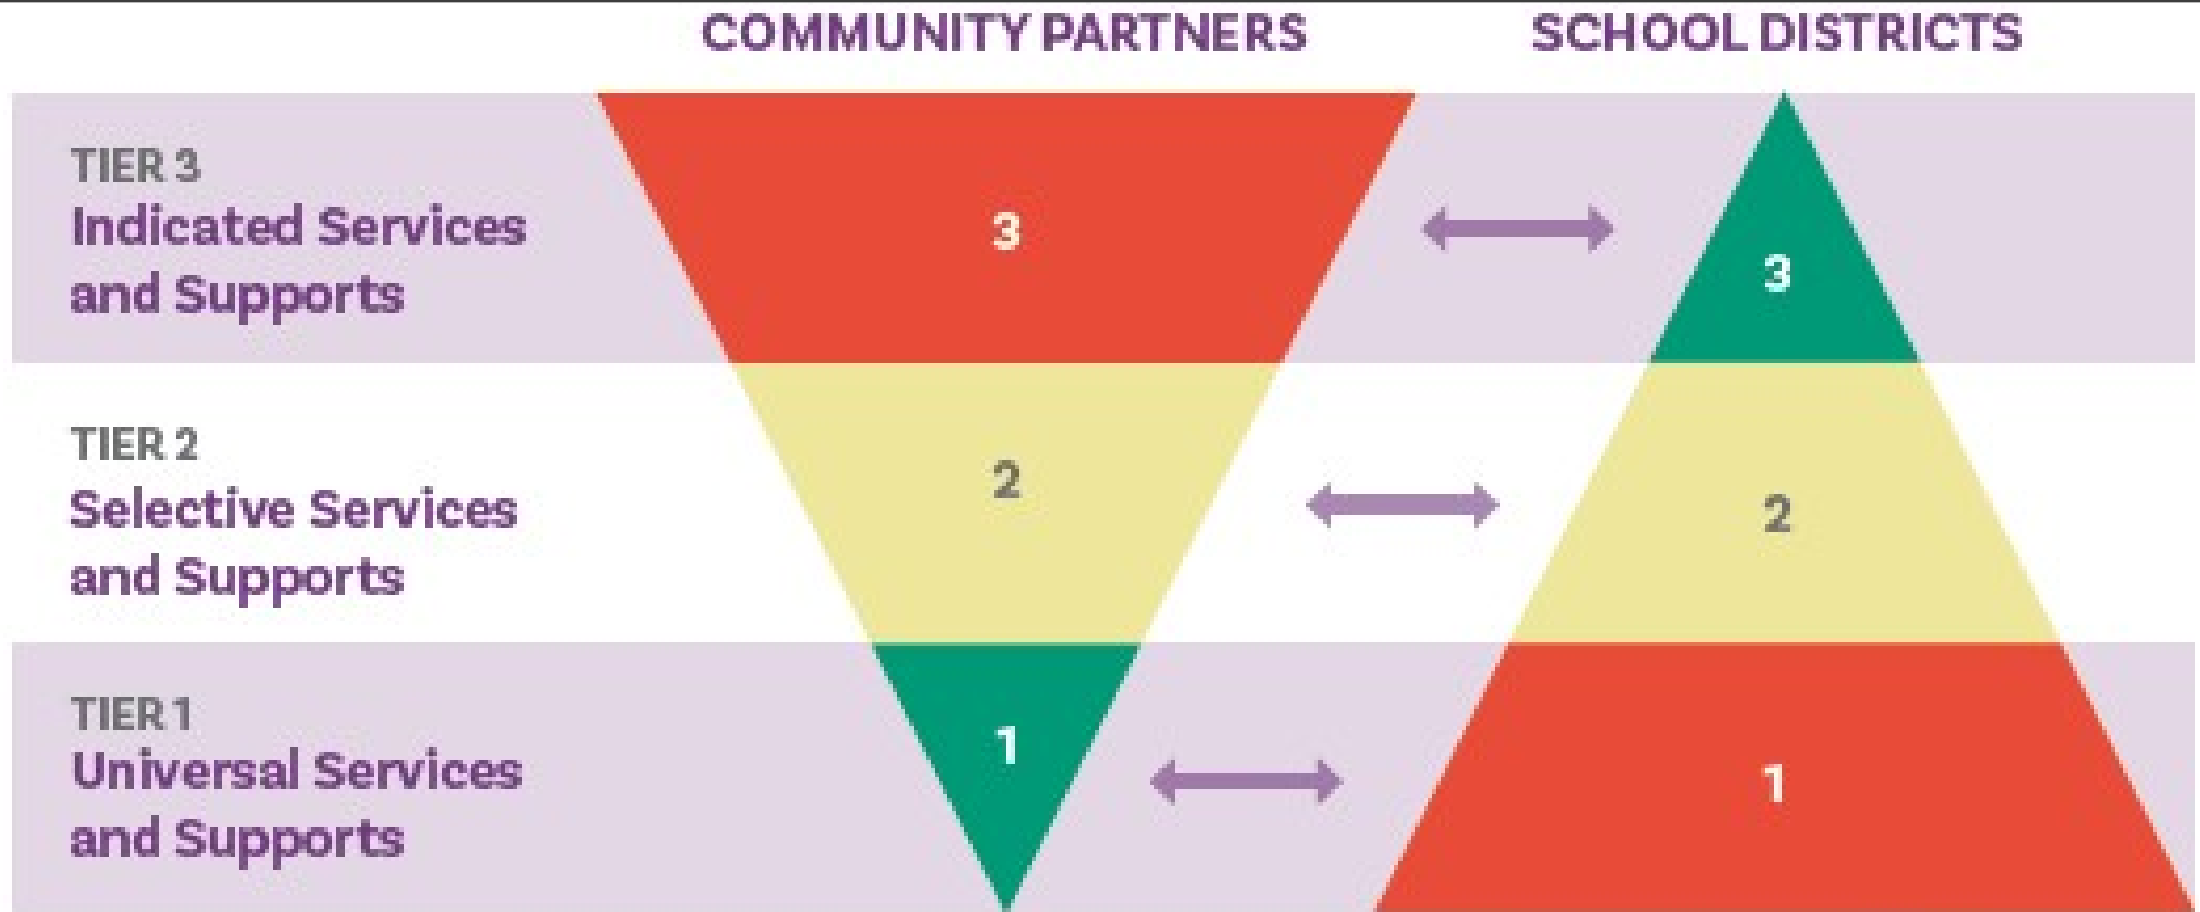 COMMUNITY PARTNERS
SCHOOL DISTRICTS
TIER 3
Indicated Services
and Supports
3
3
TIER 2
Selective Services
and Supports
2
2
TIER 1
Universal Services
and Supports
1
1